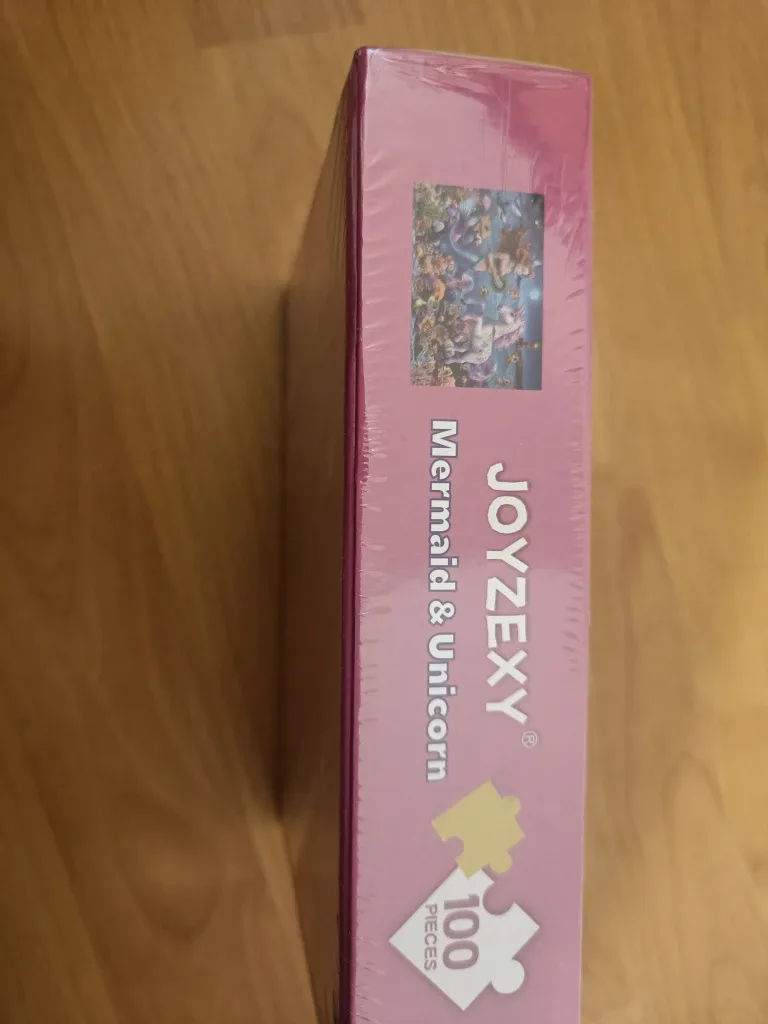 JOYZEXY®
Mermaid & Unicorn
100
PIECES